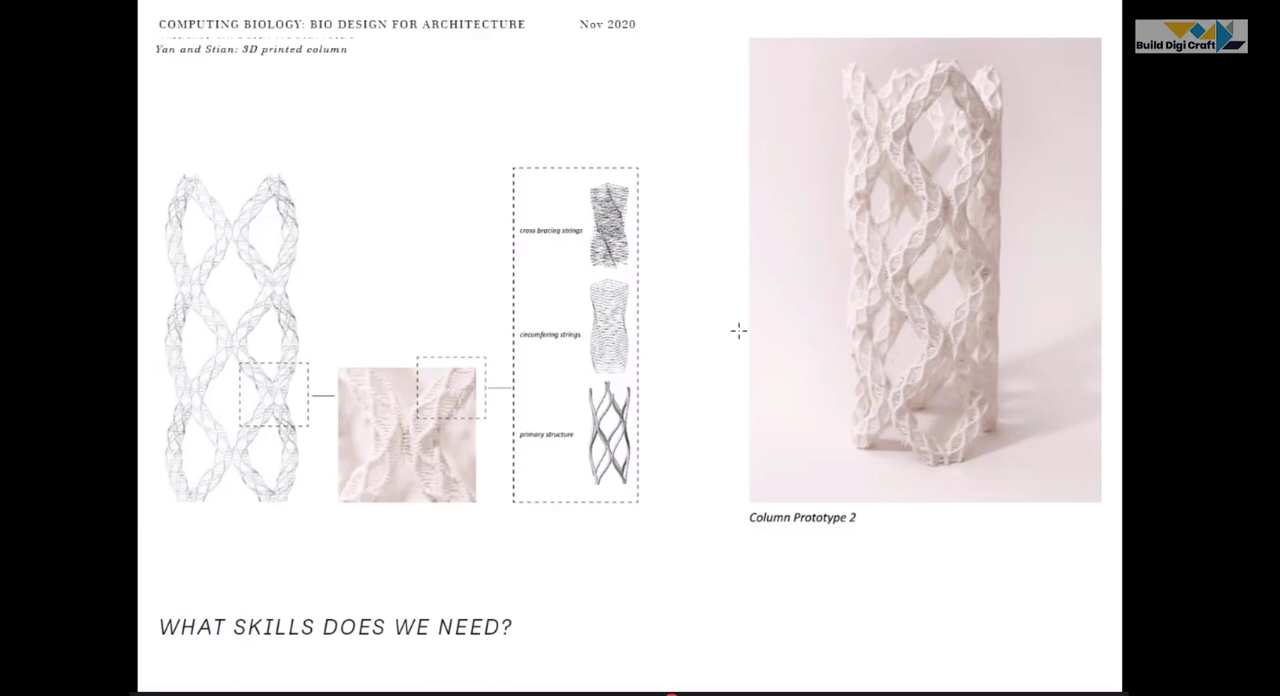 COMPUTING BIOLOGY: BIO DESIGN FOR ARCHITECTURE
Nov 2020
Yan and Stian: 3D printed column
Build Digi Craft
cross bracing strings
circumfering strings
primary structure
Column Prototype 2
WHAT SKILLS DOES WE NEED?